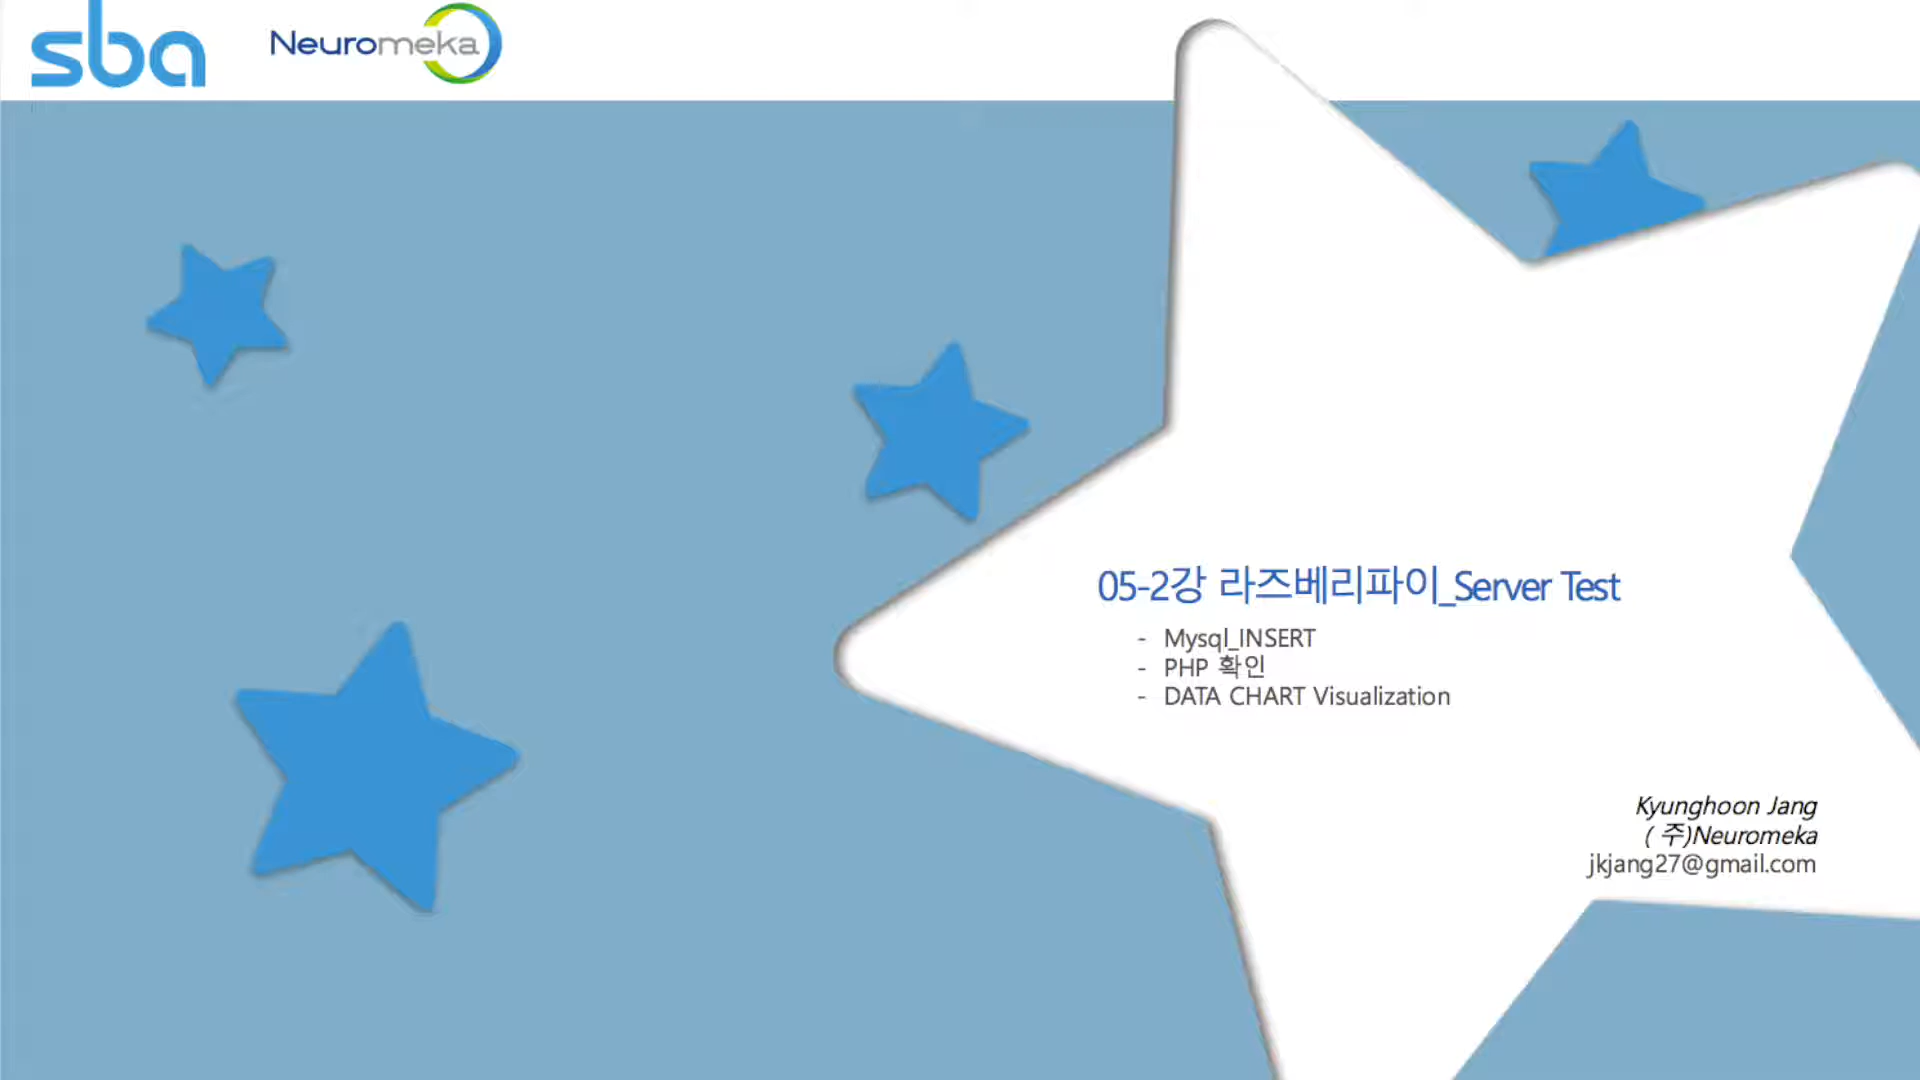 sba
Neuromeka
05-2강 라즈베리파이_Server Test
- Mysql_INSERT
- PHP 확인
- DATA CHART Visualization
Kyunghoon Jang
( 주)Neuromeka
jkjang27@gmail.com